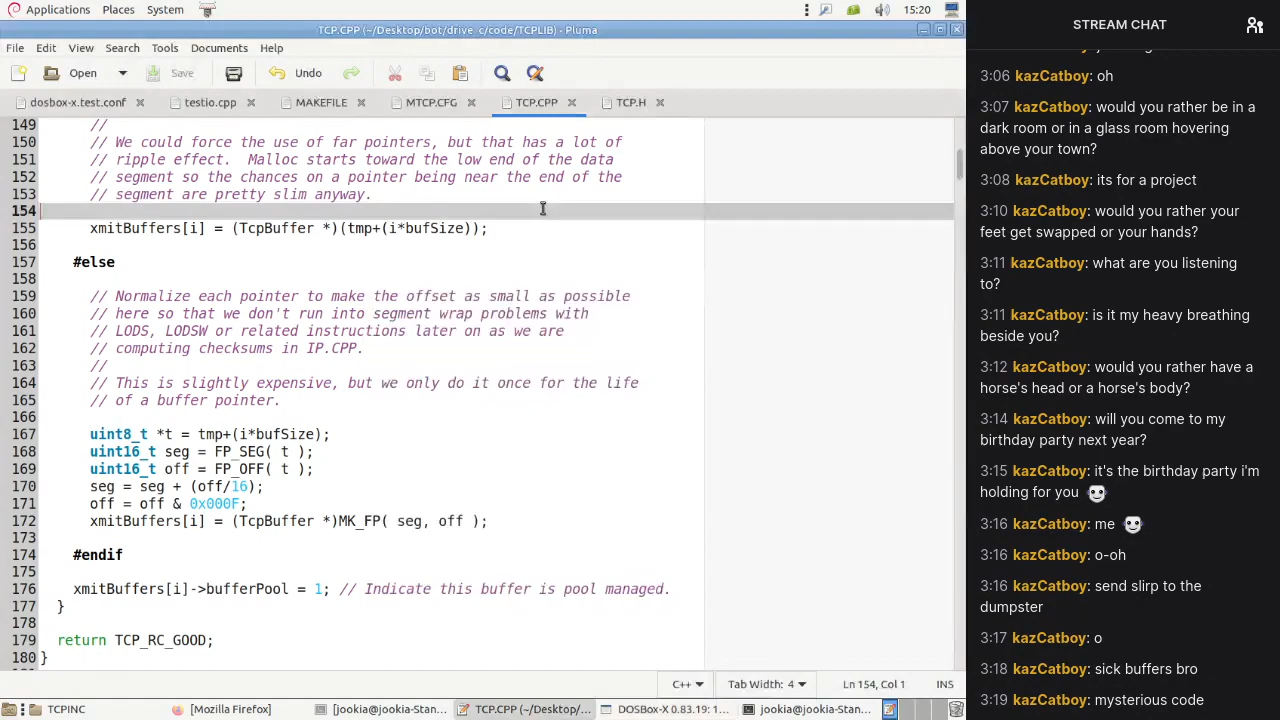 Applications Places System 15:20
TCP.CPP (~/Desktop/bot/drive_c/code/TCPLIB) - Pluma
File Edit View Search Tools Documents Help
Open Save Undo
dosbox-x.test.conf testio.cpp MAKEFILE MTCP.CFG TCP.CPP TCP.H
149 //
150 // We could force the use of far pointers, but that has a lot of
151 // ripple effect.  Malloc starts toward the low end of the data
152 // segment so the chances on a pointer being near the end of the
153 // segment are pretty slim anyway.
154
155 xmitBuffers[i] = (TcpBuffer *)(tmp+(i*bufSize));
156
157 #else
158
159 // Normalize each pointer to make the offset as small as possible
160 // here so that we don't run into segment wrap problems with
161 // LODS, LODSW or related instructions later on as we are
162 // computing checksums in IP.CPP.
163 //
164 // This is slightly expensive, but we only do it once for the life
165 // of a buffer pointer.
166
167 uint8_t *t = tmp+(i*bufSize);
168 uint16_t seg = FP_SEG( t );
169 uint16_t off = FP_OFF( t );
170 seg = seg + (off/16);
171 off = off & 0x000F;
172 xmitBuffers[i] = (TcpBuffer *)MK_FP( seg, off );
173
174 #endif
175
176 xmitBuffers[i]->bufferPool = 1; // Indicate this buffer is pool managed.
177 }
178
179 return TCP_RC_GOOD;
180 }
C++ Tab Width: 4 Ln 154, Col 1 INS
TCPINC [Mozilla Firefox] [jookia@jookia-Stan... TCP.CPP (~/Desktop/... DOSBox-X 0.83.19: 1... jookia@jookia-Stan...
STREAM CHAT
3:06 kazCatboy: oh
3:07 kazCatboy: would you rather be in a
dark room or in a glass room hovering
above your town?
3:08 kazCatboy: its for a project
3:10 kazCatboy: would you rather your
feet get swapped or your hands?
3:11 kazCatboy: what are you listening
to?
3:11 kazCatboy: is it my heavy breathing
beside you?
3:12 kazCatboy: would you rather have a
horse's head or a horse's body?
3:14 kazCatboy: will you come to my
birthday party next year?
3:15 kazCatboy: it's the birthday party i'm
holding for you
3:16 kazCatboy: me
3:16 kazCatboy: o-oh
3:16 kazCatboy: send slirp to the
dumpster
3:17 kazCatboy: o
3:18 kazCatboy: sick buffers bro
3:19 kazCatboy: mysterious code